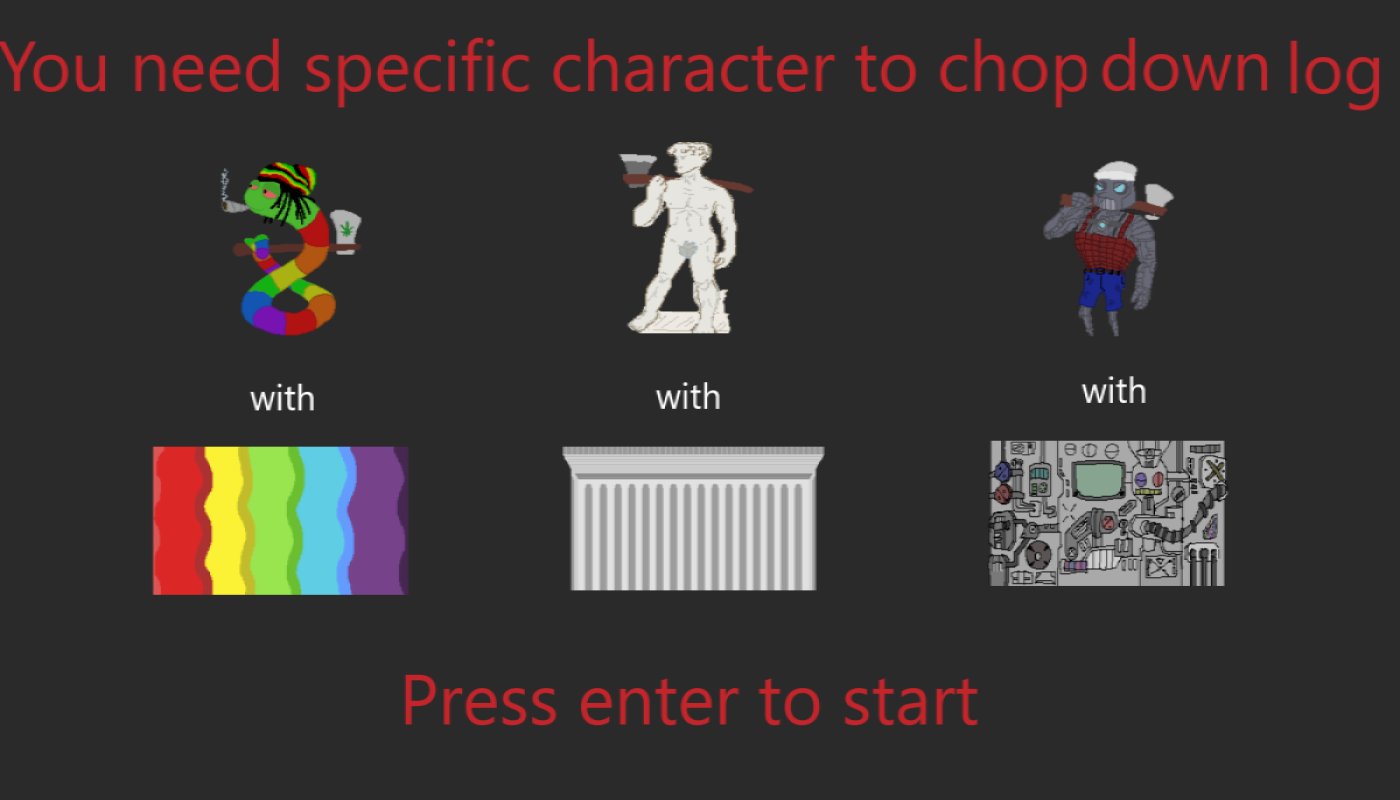 You need specific character to chop down log
with with with
Press enter to start